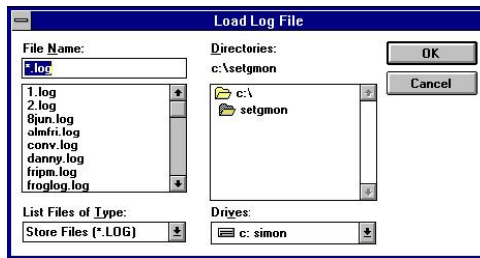 Load Log File
File Name:
*.log
1.log
2.log
8jun.log
almfri.log
conv.log
danny.log
fripm.log
froglog.log
List Files of Type:
Store Files (*.LOG)
Directories:
c:\setgmon
c:\
setgmon
Drives:
c: simon
OK
Cancel